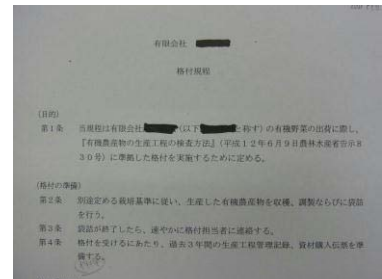 有限会社
格付規程
(目的)
第1条 当規程は有限会社 (以下 と称す)の有機野菜の出荷に際し、
『有機農産物の生産工程の検査方法』(平成12年6月9日農林水産省告示8
30号)に準拠した格付を実施するために定める。
(格付の準備)
第2条 別途定める栽培基準に従い、生産した有機農産物を収穫、調製ならびに袋詰
を行う。
第3条 袋詰が終了したら、速やかに格付担当者に連絡する。
第4条 格付を受けるにあたり、過去3年間の生産工程管理記録、資材購入伝票を準
備する。